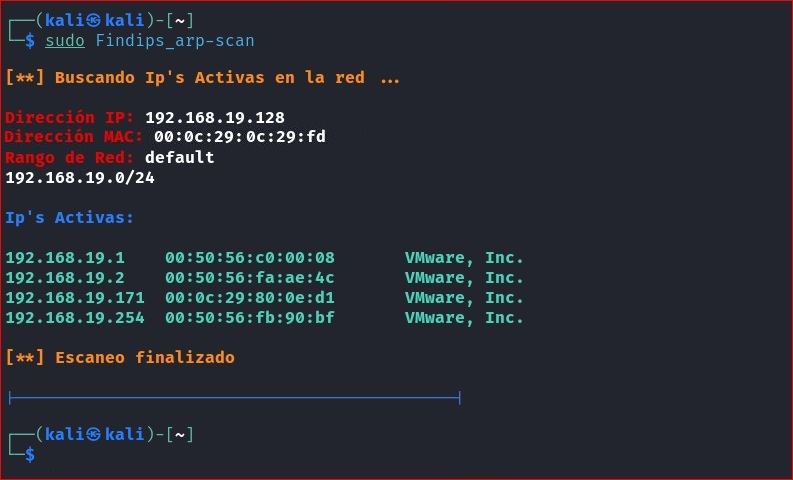 ┌──(kali㉿kali)-[~]
└─$ sudo Findips_arp-scan
[**] Buscando Ip's Activas en la red ...
Dirección IP: 192.168.19.128
Dirección MAC: 00:0c:29:0c:29:fd
Rango de Red: default
192.168.19.0/24
Ip's Activas:
192.168.19.1 00:50:56:c0:00:08 VMware, Inc.
192.168.19.2 00:50:56:fa:ae:4c VMware, Inc.
192.168.19.171 00:0c:29:80:0e:d1 VMware, Inc.
192.168.19.254 00:50:56:fb:90:bf VMware, Inc.
[**] Escaneo finalizado
┌──(kali㉿kali)-[~]
└─$